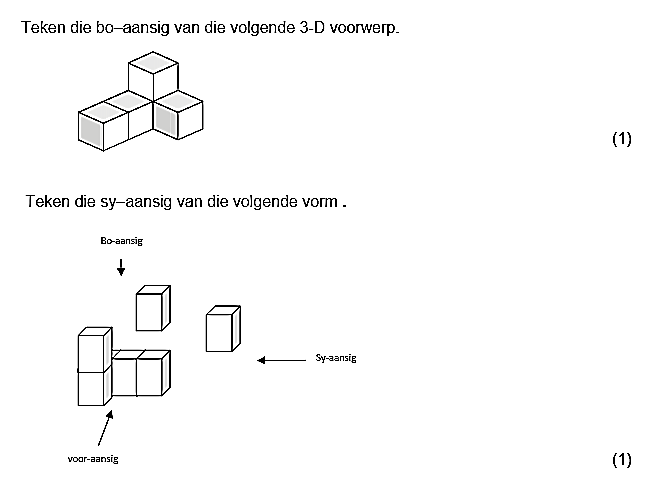 Teken die bo–aansig van die volgende 3-D voorwerp.
(1)
Teken die sy–aansig van die volgende vorm .
Bo-aansig
Sy-aansig
voor-aansig
(1)